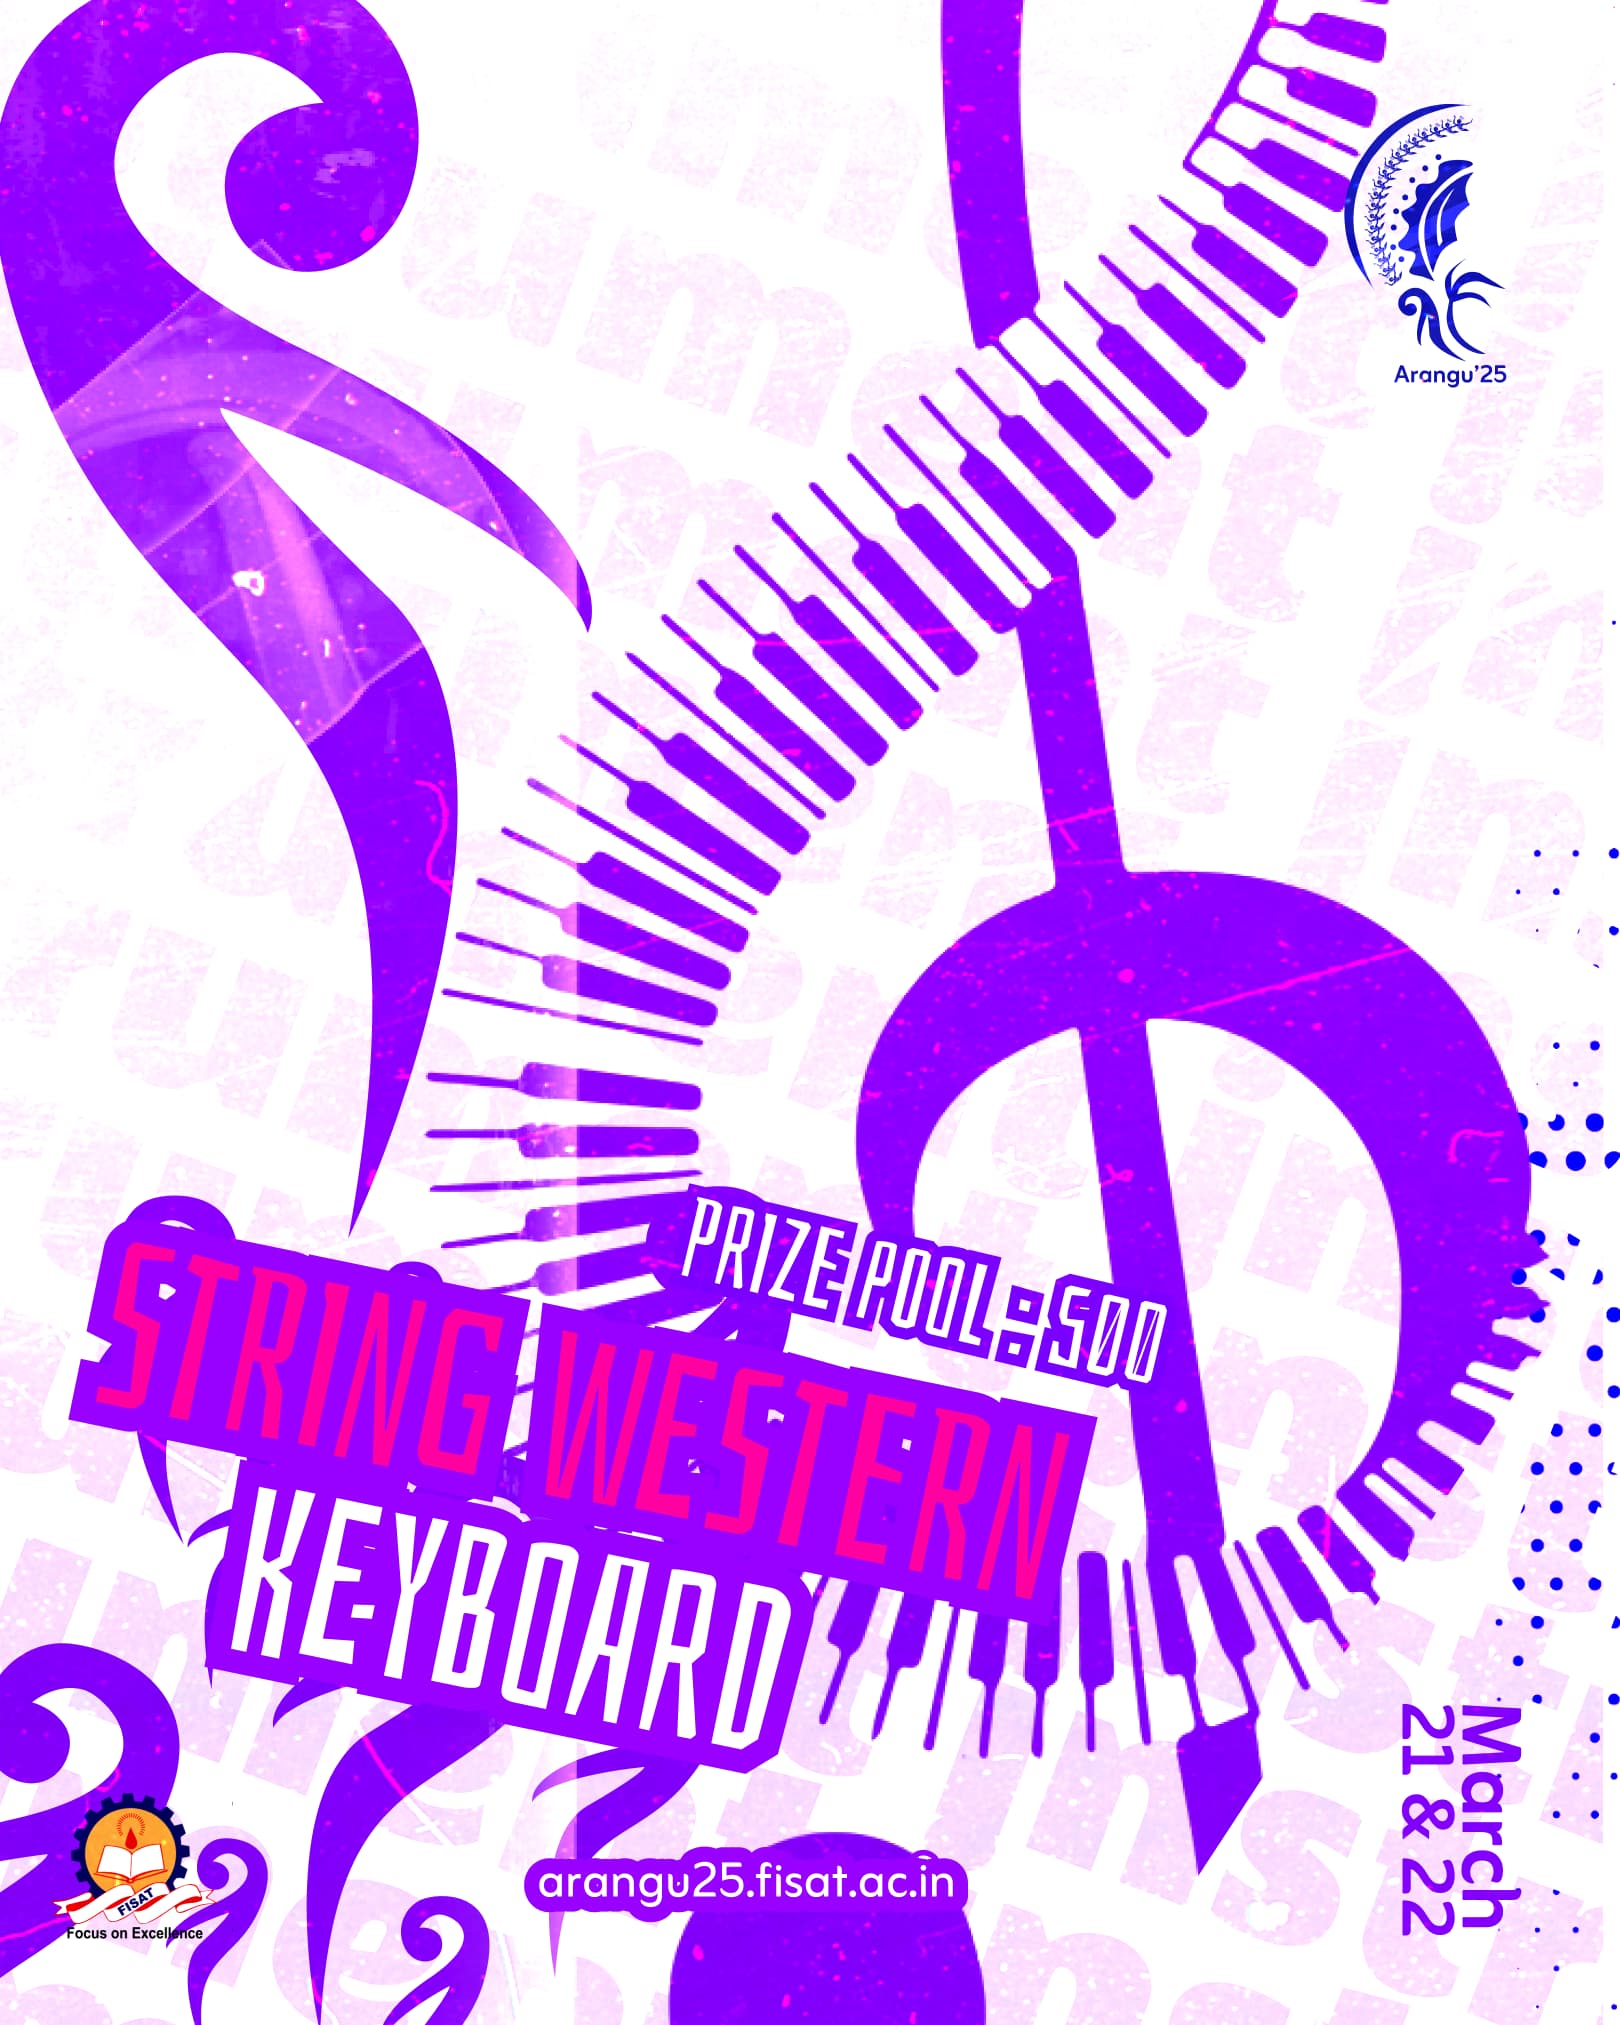 Arangu'25
PRIZE POOL : 500
STRING WESTERN
KEYBOARD
March
21 & 22
arangu25.fisat.ac.in
FISAT
Focus on Excellence